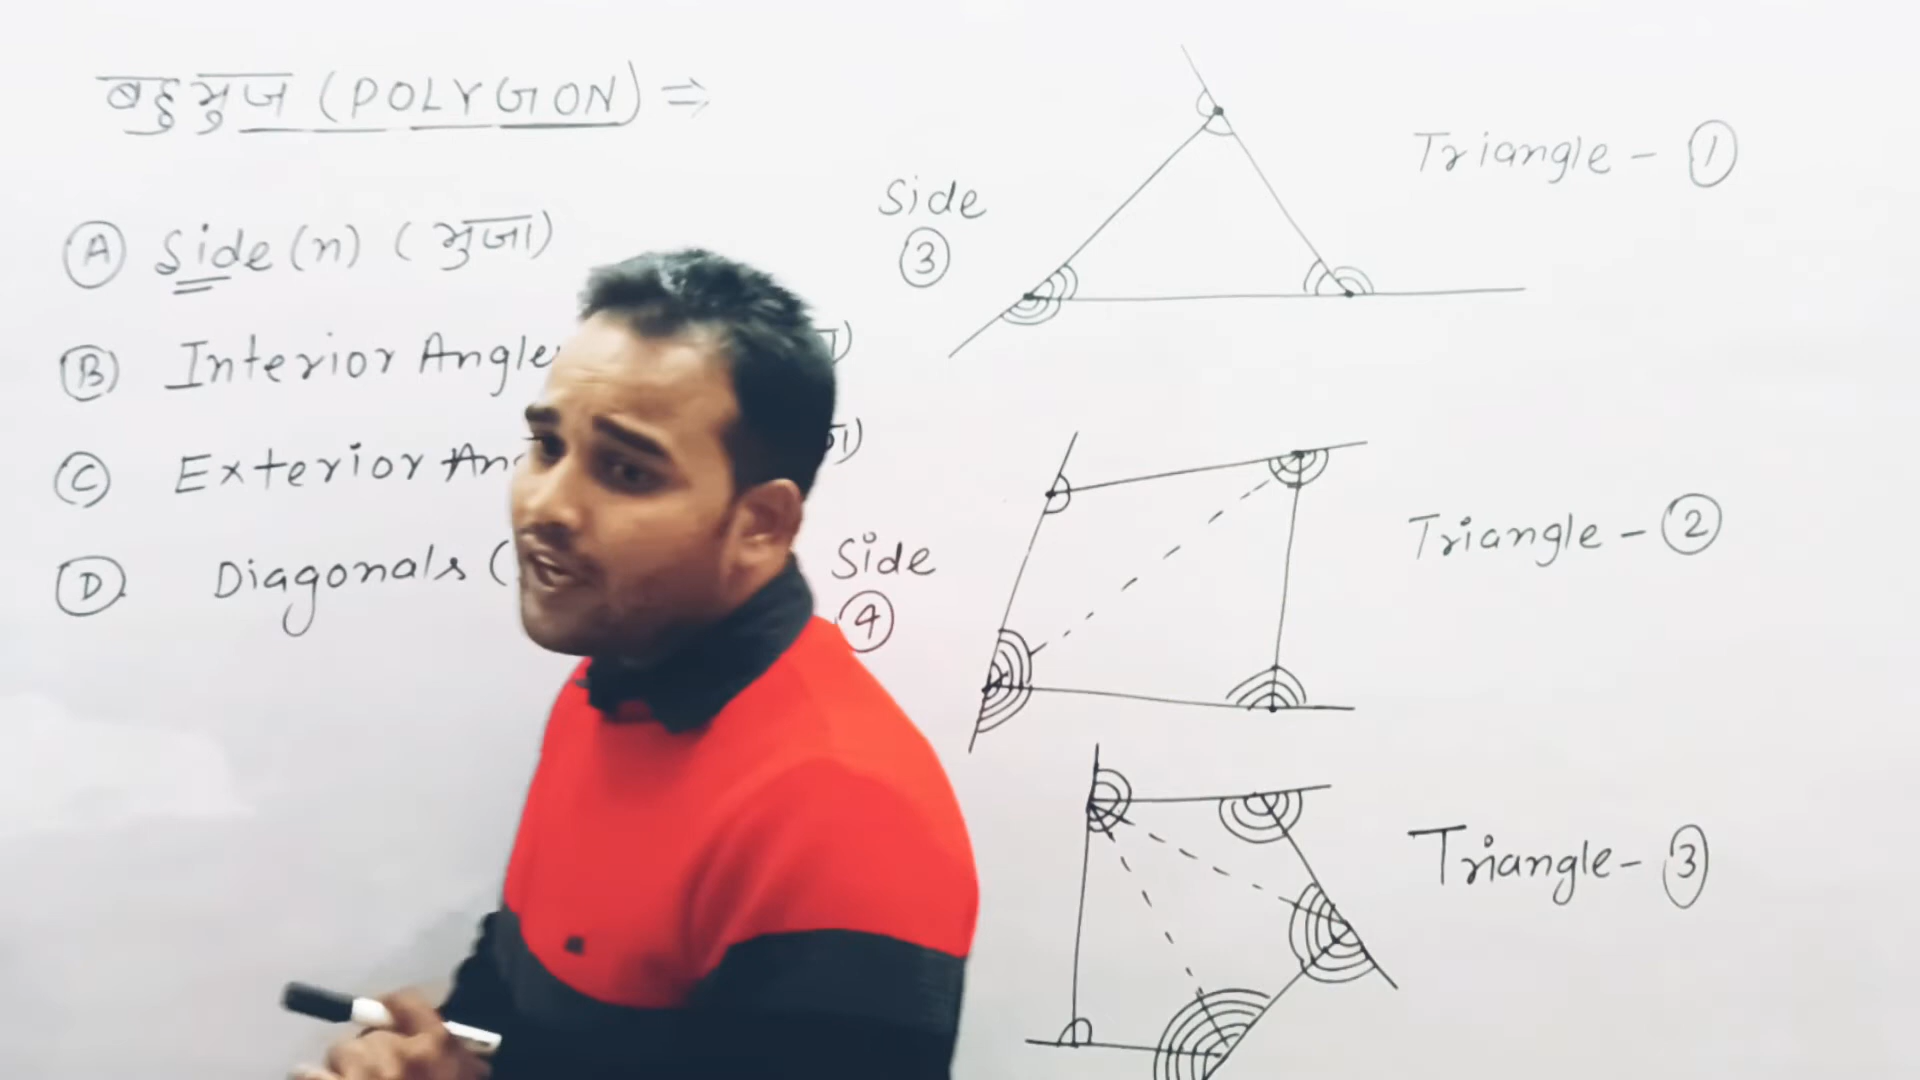 बहुभुज (POLYGON) ⇒
A Side (n) (भुजा)
B Interior Angle
C Exterior
D Diagonals (
Side
3
Triangle - 1
Side
4
Triangle - 2
Triangle - 3